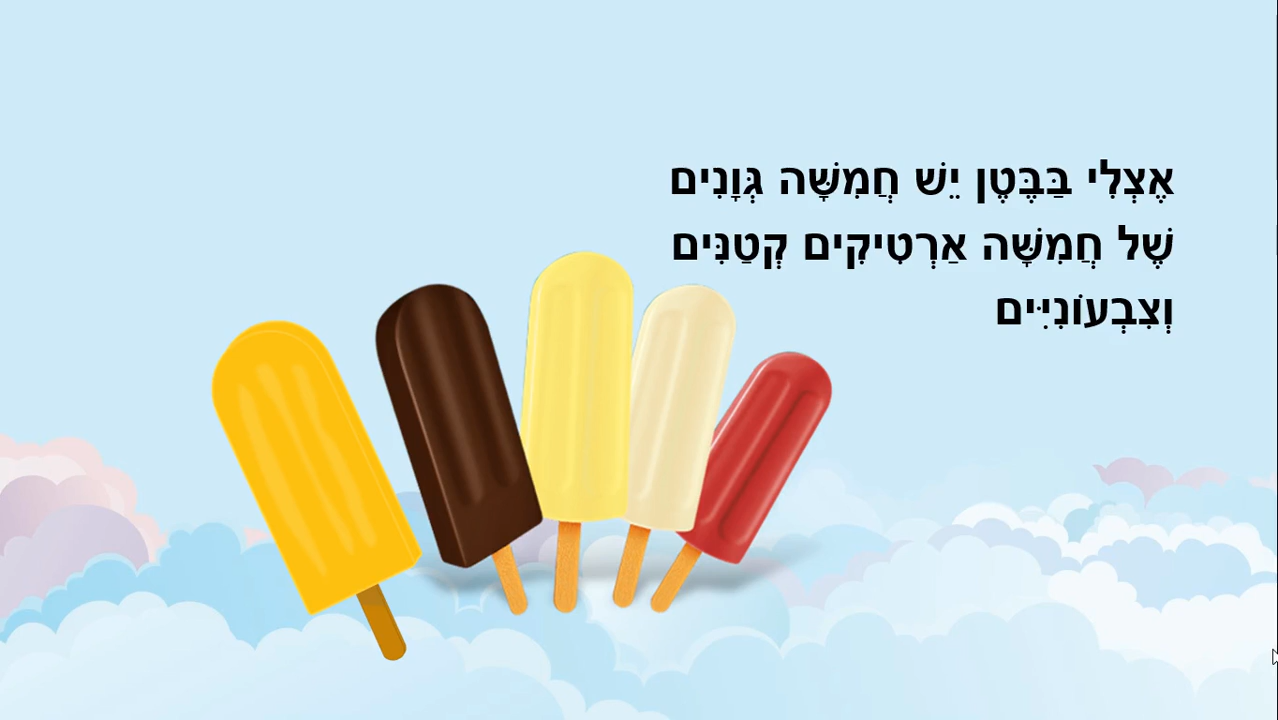 אֶצְלִי בַּבֶּטֶן יֵשׁ חֲמִשָּׁה גְּוָנִים
שֶׁל חֲמִשָּׁה אַרְטִיקִים קְטַנִּים
וְצִבְעוֹנִיִּים